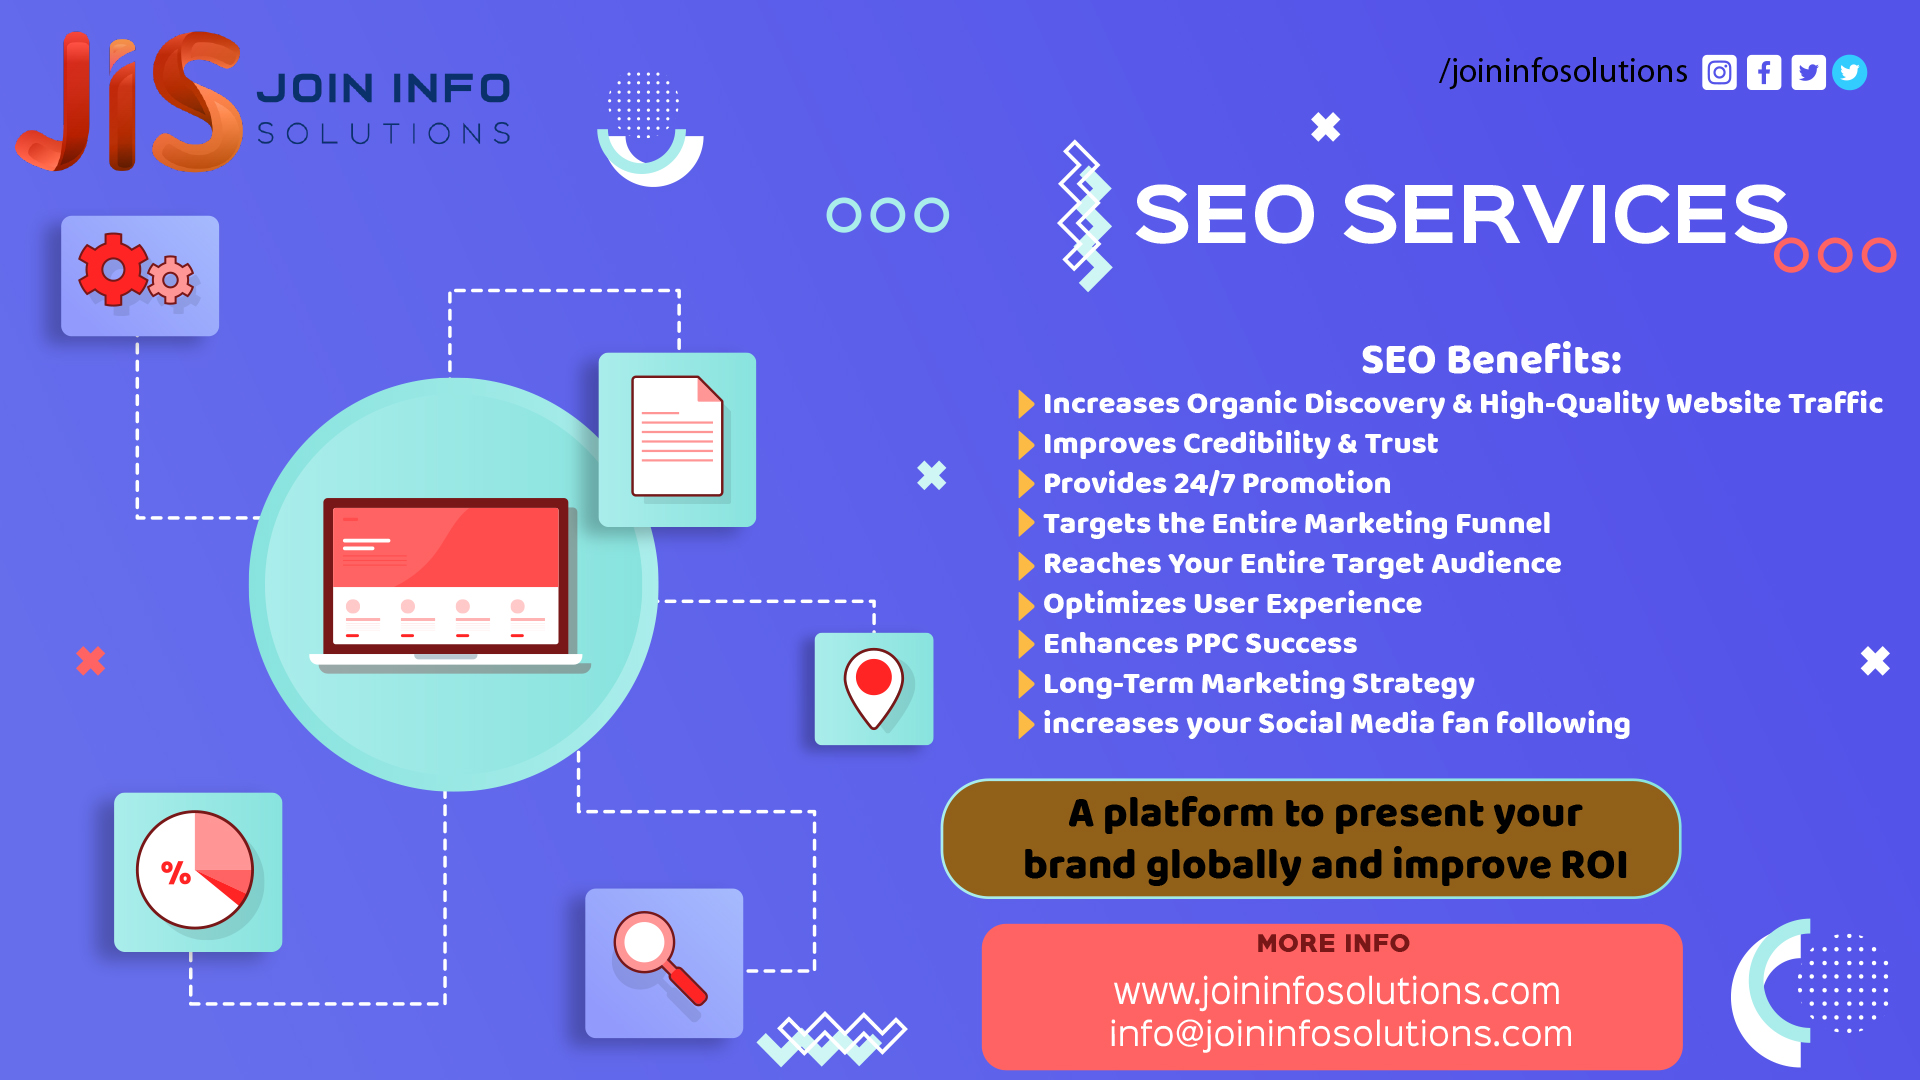 JIS
JOIN INFO
SOLUTIONS
/joininfosolutions
SEO SERVICES
SEO Benefits:
Increases Organic Discovery & High-Quality Website Traffic
Improves Credibility & Trust
Provides 24/7 Promotion
Targets the Entire Marketing Funnel
Reaches Your Entire Target Audience
Optimizes User Experience
Enhances PPC Success
Long-Term Marketing Strategy
increases your Social Media fan following
%
A platform to present your
brand globally and improve ROI
MORE INFO
www.joininfosolutions.com
info@joininfosolutions.com